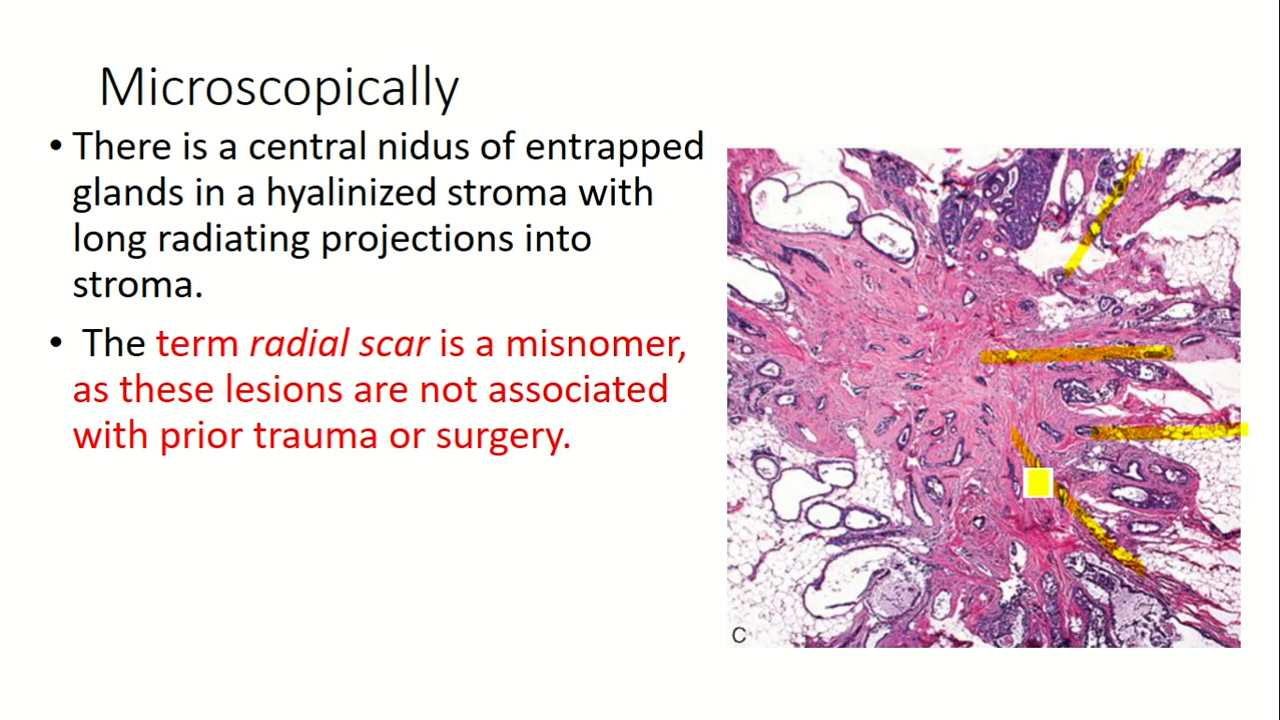 Microscopically
• There is a central nidus of entrapped
glands in a hyalinized stroma with
long radiating projections into
stroma.
• The term radial scar is a misnomer,
as these lesions are not associated
with prior trauma or surgery.
C